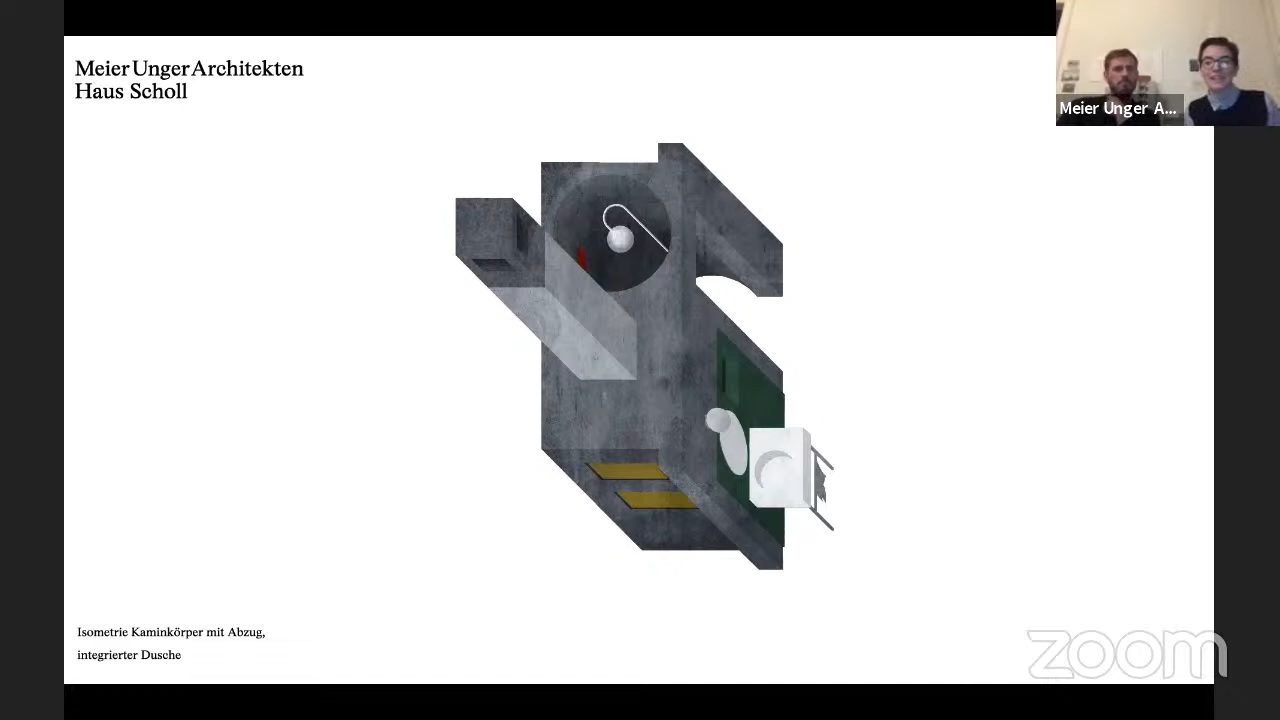 Meier Unger Architekten
Haus Scholl
Meier Unger A...
Isometrie Kaminkörper mit Abzug,
integrierter Dusche
zoom